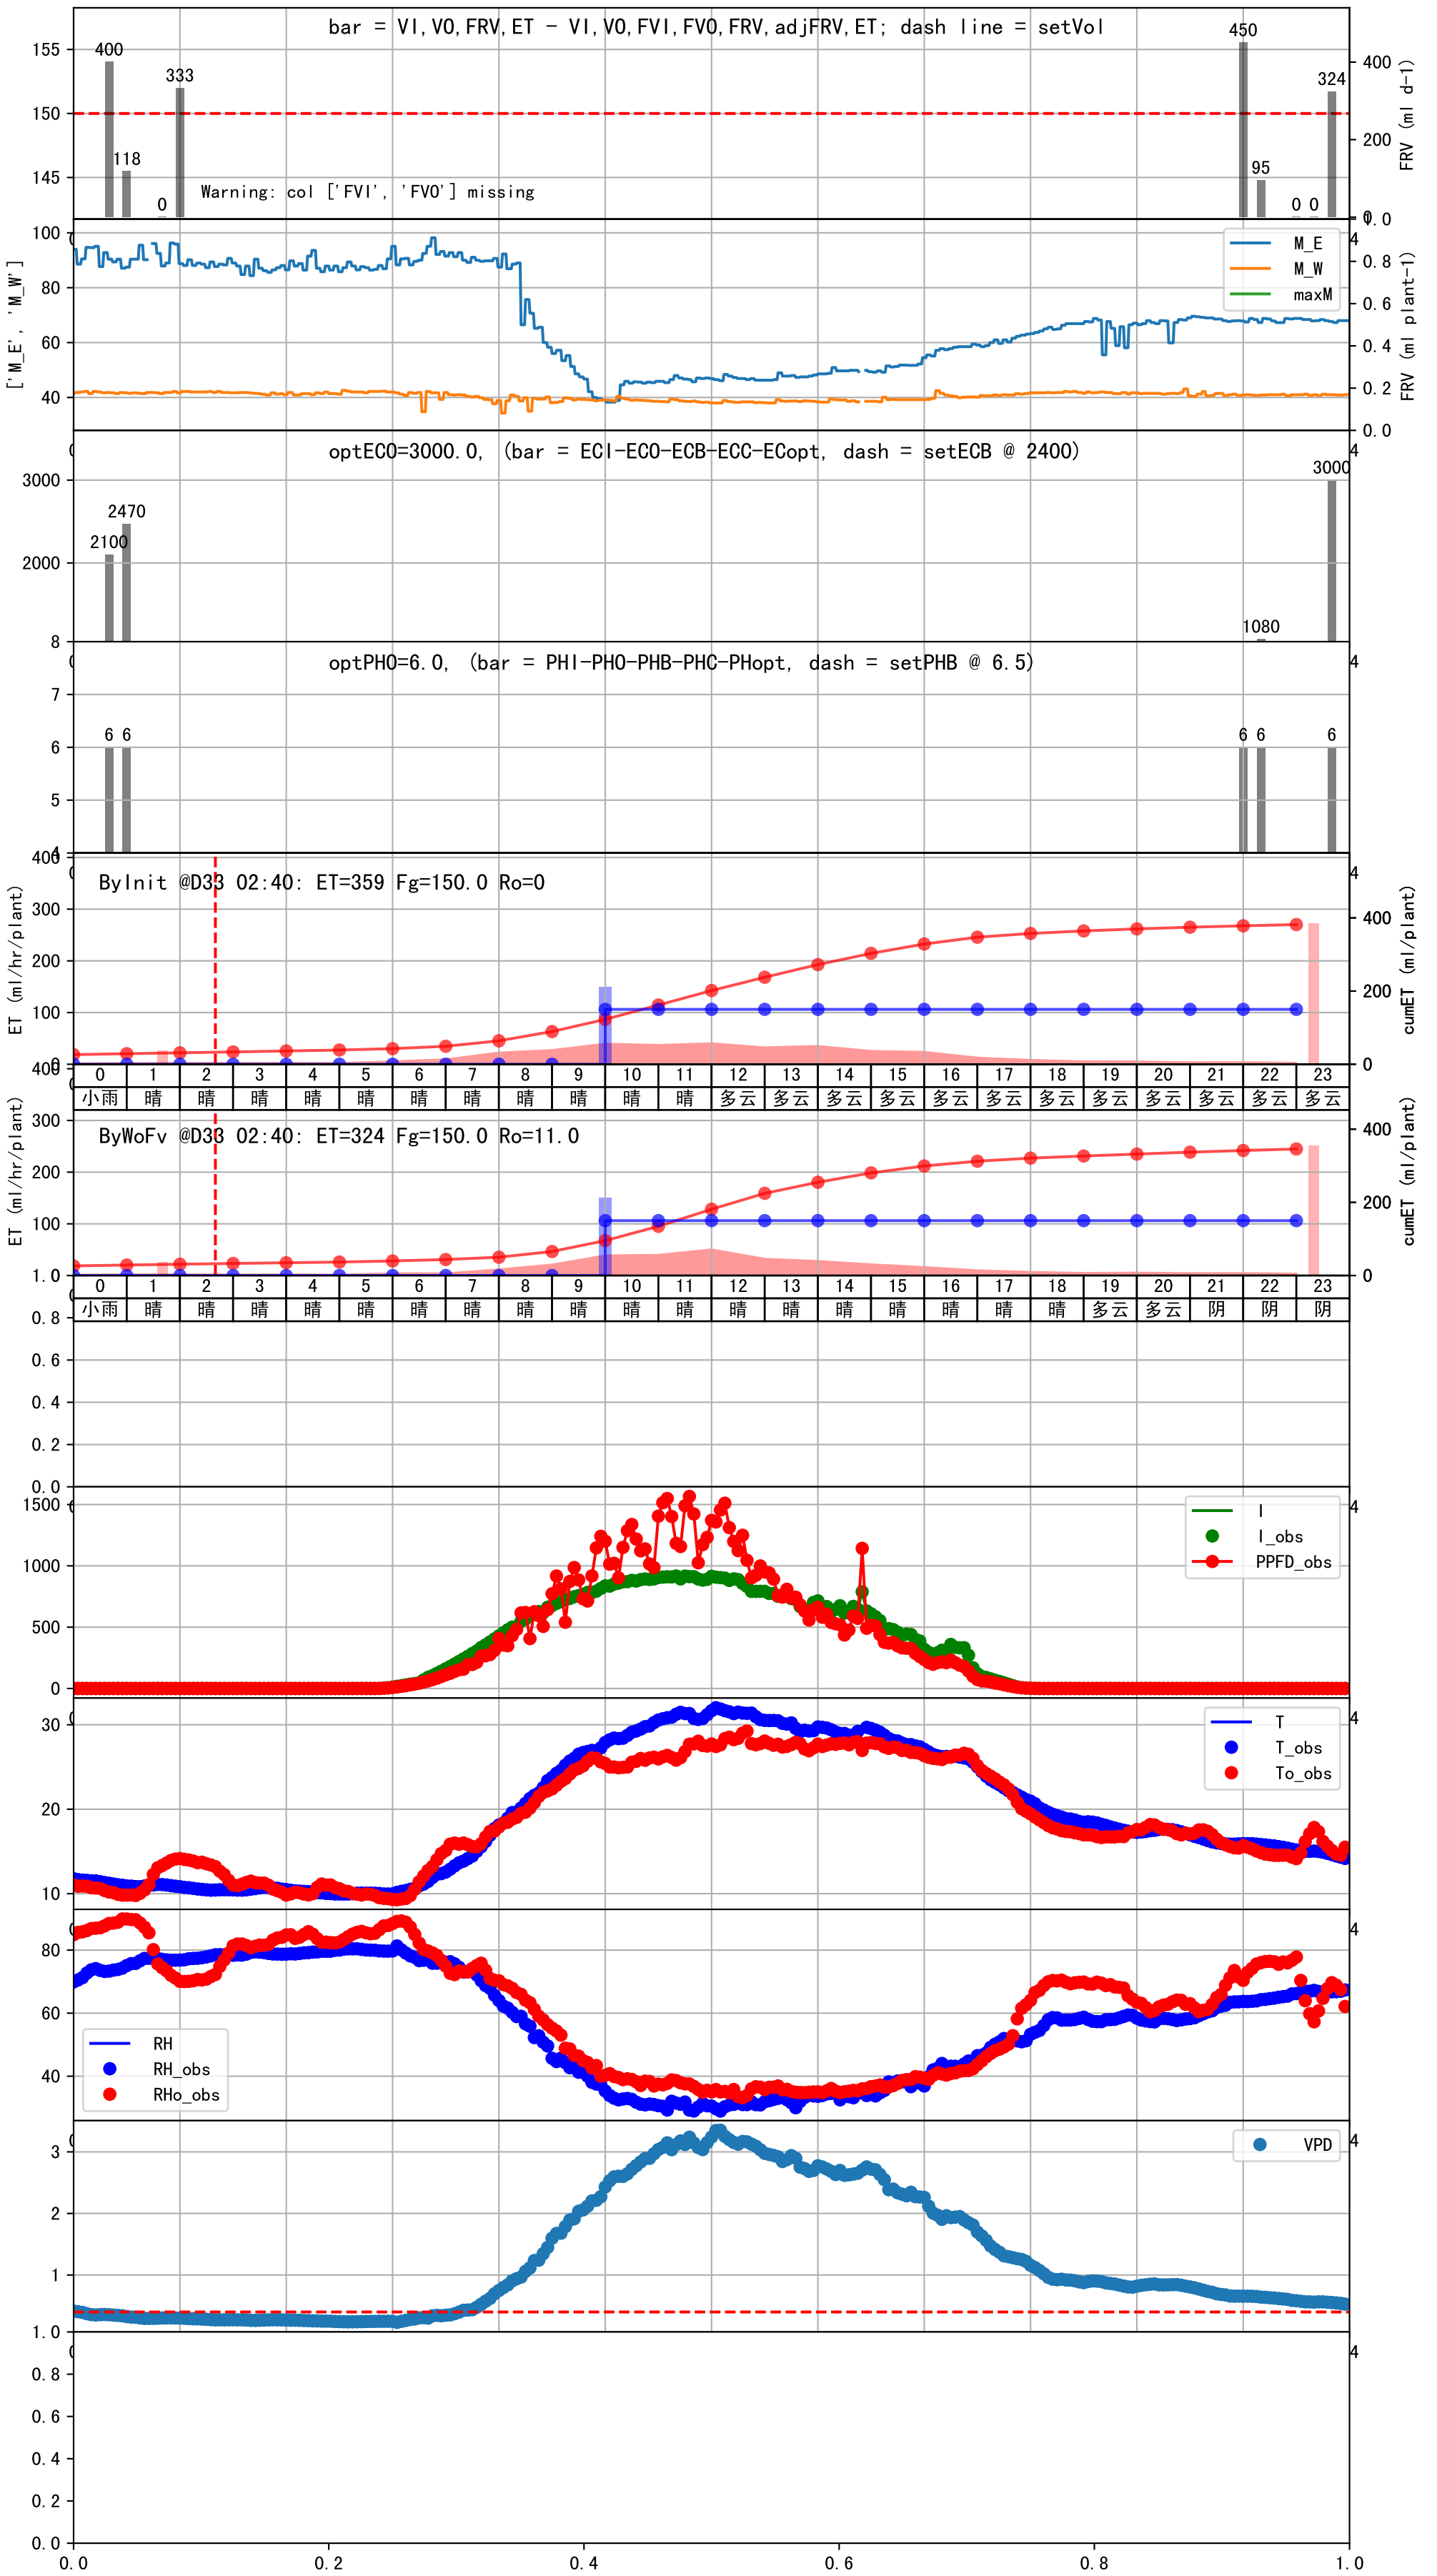 bar = VI,VO,FRV,ET - VI,VO,FVI,FVO,FRV,adjFRV,ET; dash line = setVol
155
150
145
400
118
0
333
450
95
0 0
324
Warning: col ['FVI', 'FVO'] missing
400
200
0
FRV (ml d-1)
['M_E', 'M_W']
100
80
60
40
M_E
M_W
maxM
1.0
0.8
0.6
0.4
0.2
0.0
FRV (ml plant-1)
optECO=3000.0, (bar = ECI-ECO-ECB-ECC-ECopt, dash = setECB @ 2400)
3000
2000
2100
2470
1080
3000
optPHO=6.0, (bar = PHI-PHO-PHB-PHC-PHopt, dash = setPHB @ 6.5)
8
7
6
5
4
6 6
6 6
6
ByInit @D33 02:40: ET=359 Fg=150.0 Ro=0
ET (ml/hr/plant)
400
300
200
100
0
400
200
0
cumET (ml/plant)
0 1 2 3 4 5 6 7 8 9 10 11 12 13 14 15 16 17 18 19 20 21 22 23
小雨 晴 晴 晴 晴 晴 晴 晴 晴 晴 晴 晴 多云 多云 多云 多云 多云 多云 多云 多云 多云 多云 多云 多云
ByWoFv @D33 02:40: ET=324 Fg=150.0 Ro=11.0
ET (ml/hr/plant)
400
300
200
100
400
200
0
cumET (ml/plant)
0 1 2 3 4 5 6 7 8 9 10 11 12 13 14 15 16 17 18 19 20 21 22 23
小雨 晴 晴 晴 晴 晴 晴 晴 晴 晴 晴 晴 晴 晴 晴 晴 晴 晴 晴 多云 多云 阴 阴 阴
1.0
0.8
0.6
0.4
0.2
0.0
1500
1000
500
0
I
I_obs
PPFD_obs
30
20
10
T
T_obs
To_obs
80
60
40
RH
RH_obs
RHo_obs
3
2
1
VPD
1.0
0.8
0.6
0.4
0.2
0.0
0.0 0.2 0.4 0.6 0.8 1.0